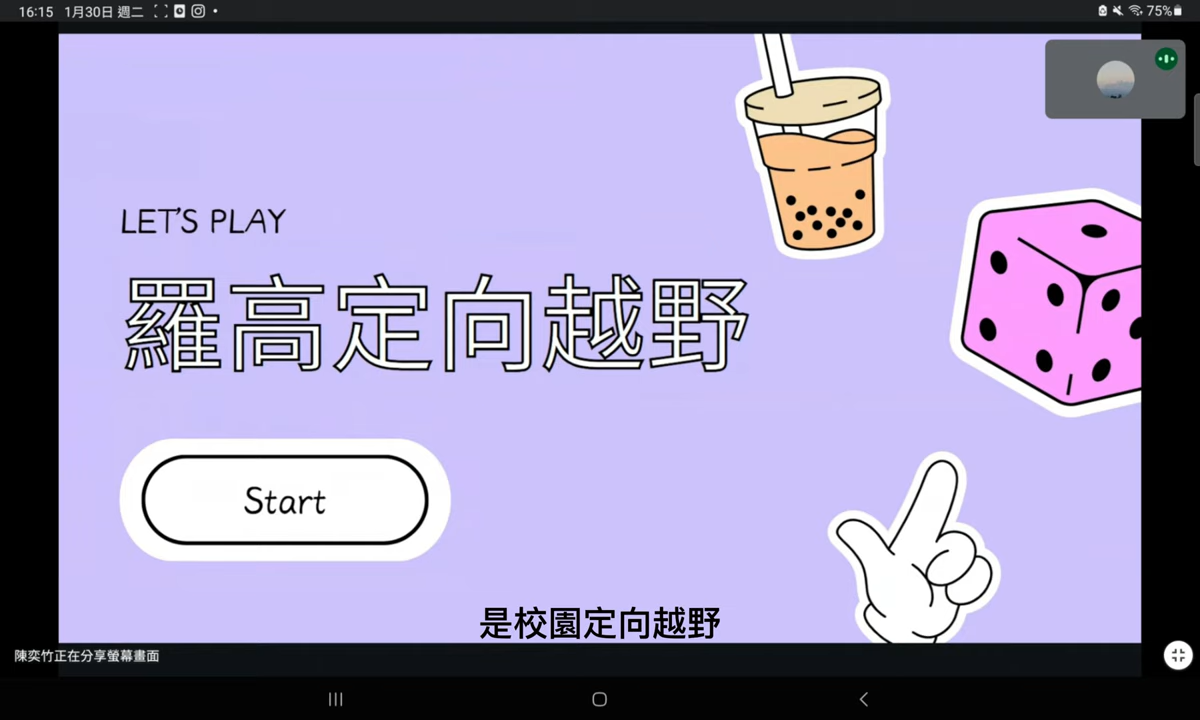 16:15 1月30日 週二
75%
LET'S PLAY
羅高定向越野
Start
是校園定向越野
陳奕竹正在分享螢幕畫面